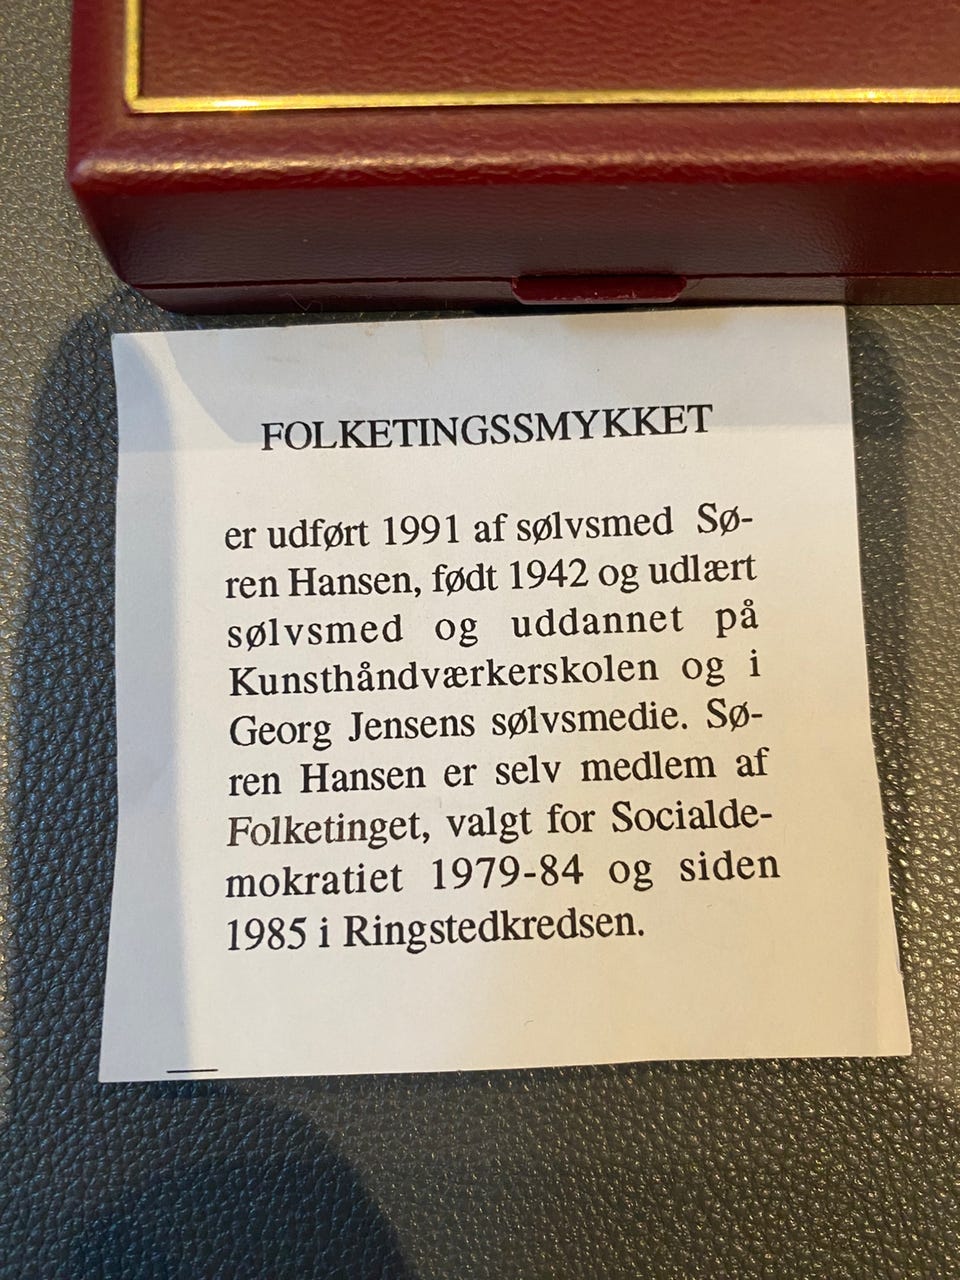 FOLKETINGSSMYKKET
er udført 1991 af sølvsmed Sø-
ren Hansen, født 1942 og udlært
sølvsmed og uddannet på
Kunsthåndværkerskolen og i
Georg Jensens sølvsmedie. Sø-
ren Hansen er selv medlem af
Folketinget, valgt for Socialde-
mokratiet 1979-84 og siden
1985 i Ringstedkredsen.